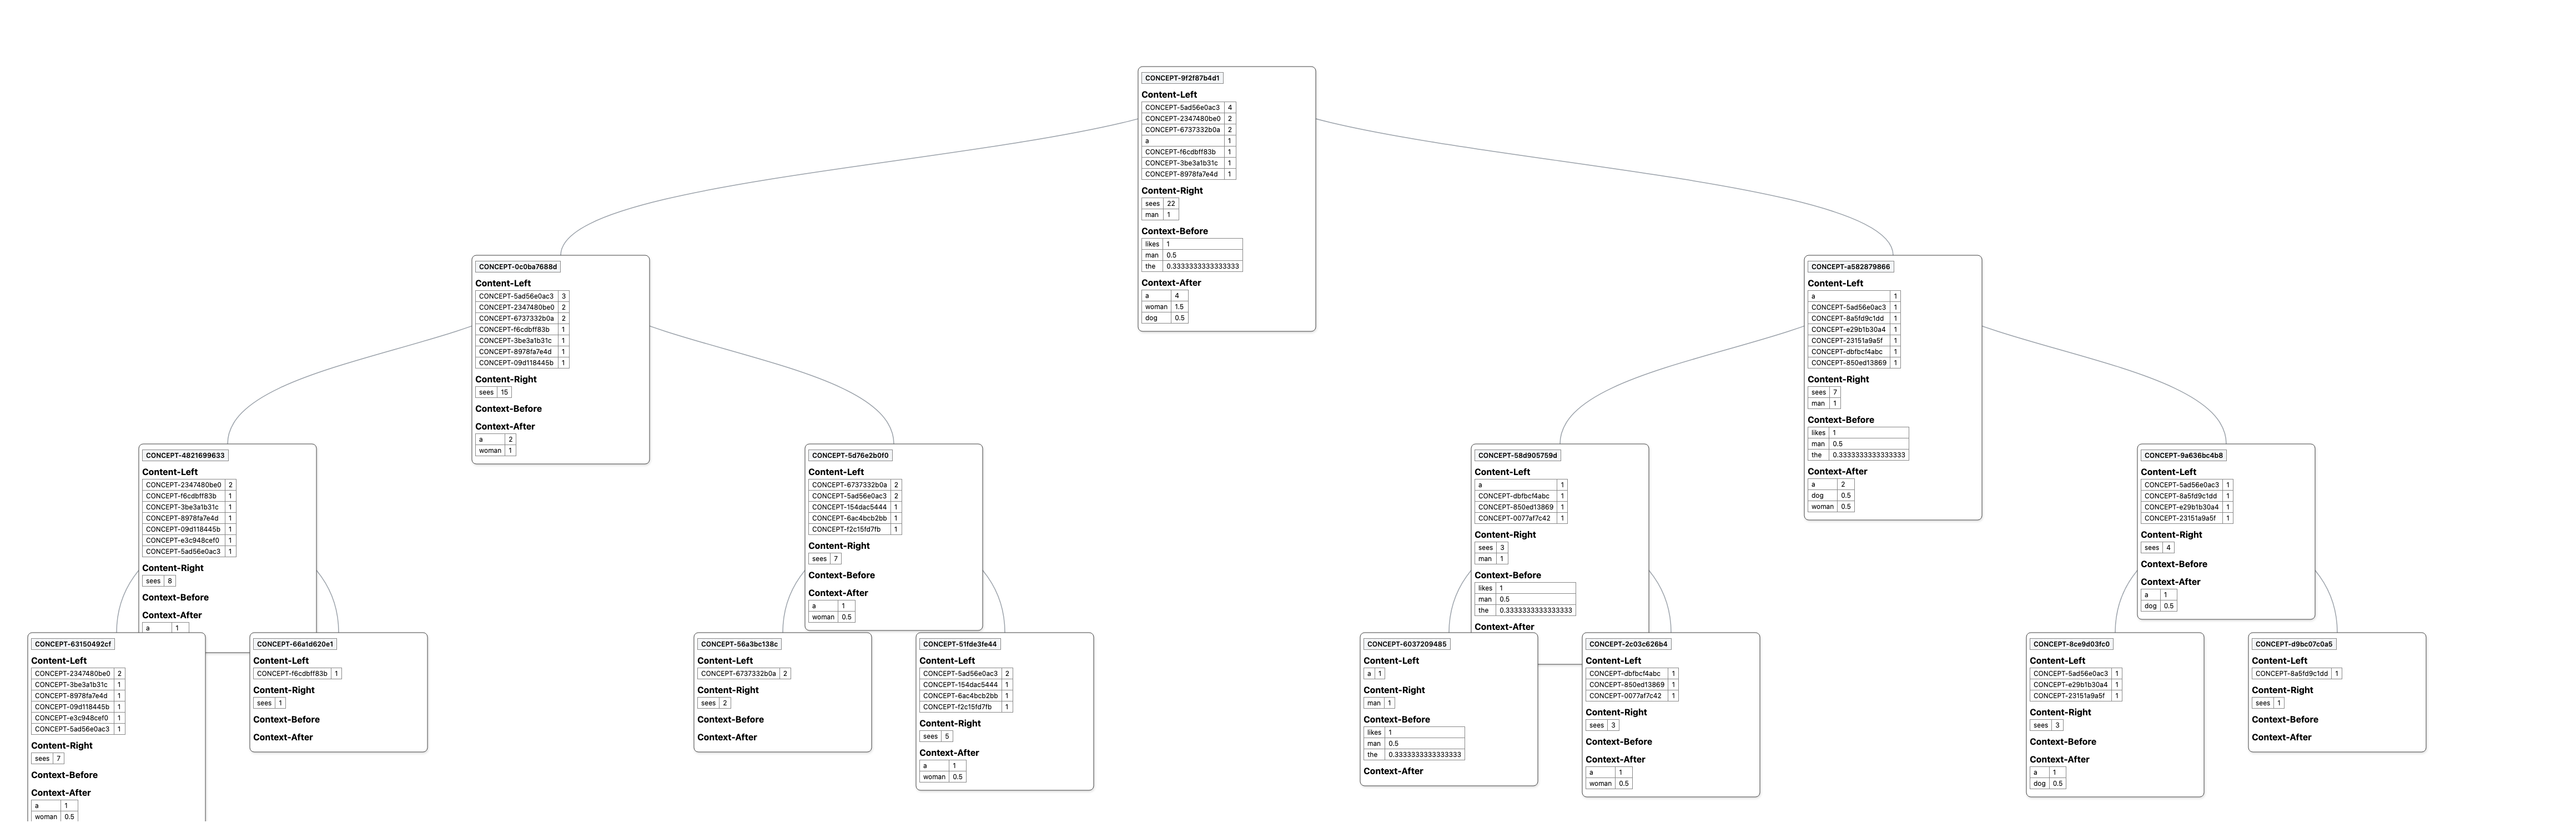 CONCEPT-9f2f87b4d1
Content-Left
CONCEPT-5ad56e0ac3 4
CONCEPT-2347480be0 2
CONCEPT-6737332b0a 2
a 1
CONCEPT-f6cdbff83b 1
CONCEPT-3be3a1b31c 1
CONCEPT-8978fa7e4d 1
Content-Right
sees 22
man 1
Context-Before
likes 1
man 0.5
the 0.3333333333333333
Context-After
a 4
woman 1.5
dog 0.5
CONCEPT-0c0ba7688d
Content-Left
CONCEPT-5ad56e0ac3 3
CONCEPT-2347480be0 2
CONCEPT-6737332b0a 2
CONCEPT-f6cdbff83b 1
CONCEPT-3be3a1b31c 1
CONCEPT-8978fa7e4d 1
CONCEPT-09d118445b 1
Content-Right
sees 15
Context-Before
Context-After
a 2
woman 1
CONCEPT-a582879866
Content-Left
a 1
CONCEPT-5ad56e0ac3 1
CONCEPT-8a5fd9c1dd 1
CONCEPT-e29b1b30a4 1
CONCEPT-23151a9a5f 1
CONCEPT-dbfbcf4abc 1
CONCEPT-850ed13869 1
Content-Right
sees 7
man 1
Context-Before
likes 1
man 0.5
the 0.3333333333333333
Context-After
a 2
dog 0.5
woman 0.5
CONCEPT-4821699633
Content-Left
CONCEPT-2347480be0 2
CONCEPT-f6cdbff83b 1
CONCEPT-3be3a1b31c 1
CONCEPT-8978fa7e4d 1
CONCEPT-09d118445b 1
CONCEPT-e3c948cef0 1
CONCEPT-5ad56e0ac3 1
Content-Right
sees 8
Context-Before
Context-After
a 1
CONCEPT-5d76e2b0f0
Content-Left
CONCEPT-6737332b0a 2
CONCEPT-5ad56e0ac3 2
CONCEPT-154dac5444 1
CONCEPT-6ac4bcb2bb 1
CONCEPT-f2c15fd7fb 1
Content-Right
sees 7
Context-Before
Context-After
a 1
woman 0.5
CONCEPT-58d905759d
Content-Left
a 1
CONCEPT-dbfbcf4abc 1
CONCEPT-850ed13869 1
CONCEPT-0077af7c42 1
Content-Right
sees 3
man 1
Context-Before
likes 1
man 0.5
the 0.3333333333333333
Context-After
CONCEPT-9a636bc4b8
Content-Left
CONCEPT-5ad56e0ac3 1
CONCEPT-8a5fd9c1dd 1
CONCEPT-e29b1b30a4 1
CONCEPT-23151a9a5f 1
Content-Right
sees 4
Context-Before
Context-After
a 1
dog 0.5
CONCEPT-63150492cf
Content-Left
CONCEPT-2347480be0 2
CONCEPT-3be3a1b31c 1
CONCEPT-8978fa7e4d 1
CONCEPT-09d118445b 1
CONCEPT-e3c948cef0 1
CONCEPT-5ad56e0ac3 1
Content-Right
sees 7
Context-Before
Context-After
a 1
woman 0.5
CONCEPT-66a1d620e1
Content-Left
CONCEPT-f6cdbff83b 1
Content-Right
sees 1
Context-Before
Context-After
CONCEPT-56a3bc138c
Content-Left
CONCEPT-6737332b0a 2
Content-Right
sees 2
Context-Before
Context-After
CONCEPT-51fde3fe44
Content-Left
CONCEPT-5ad56e0ac3 2
CONCEPT-154dac5444 1
CONCEPT-6ac4bcb2bb 1
CONCEPT-f2c15fd7fb 1
Content-Right
sees 5
Context-After
a 1
woman 0.5
CONCEPT-6037209485
Content-Left
a 1
Content-Right
man 1
Context-Before
likes 1
man 0.5
the 0.3333333333333333
Context-After
CONCEPT-2c03c626b4
Content-Left
CONCEPT-dbfbcf4abc 1
CONCEPT-850ed13869 1
CONCEPT-0077af7c42 1
Content-Right
sees 3
Context-Before
Context-After
a 1
woman 0.5
CONCEPT-8ce9d03fc0
Content-Left
CONCEPT-5ad56e0ac3 1
CONCEPT-e29b1b30a4 1
CONCEPT-23151a9a5f 1
Content-Right
sees 3
Context-Before
Context-After
a 1
dog 0.5
CONCEPT-d9bc07c0a5
Content-Left
CONCEPT-8a5fd9c1dd 1
Content-Right
sees 1
Context-Before
Context-After